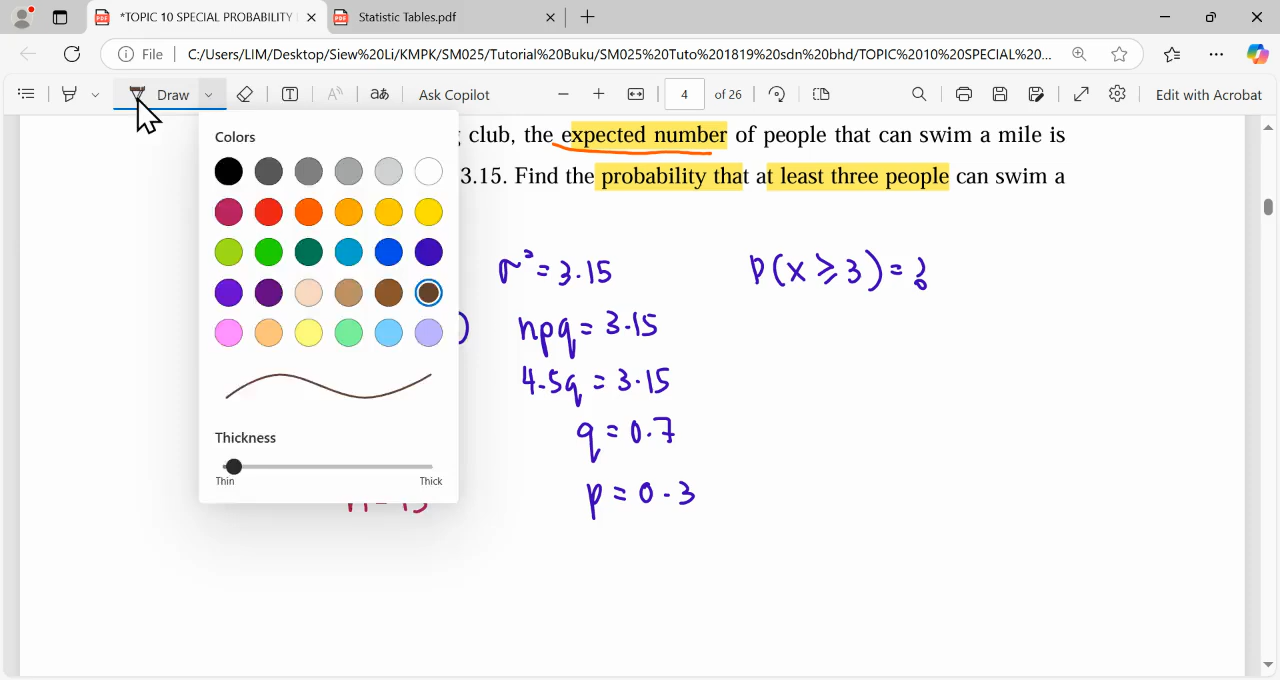 *TOPIC 10 SPECIAL PROBABILITY
Statistic Tables.pdf
File
C:/Users/LIM/Desktop/Siew%20Li/KMPK/SM025/Tutorial%20Buku/SM025%20Tuto%201819%20sdn%20bhd/TOPIC%2010%20SPECIAL%20...
Draw
Ask Copilot
4
of 26
Edit with Acrobat
Colors
Thickness
Thin
Thick
club, the expected number of people that can swim a mile is
3.15. Find the probability that at least three people can swim a
σ² = 3.15
P(X ≥ 3) = ?
npq = 3.15
4.5q = 3.15
q = 0.7
p = 0.3
n = 15